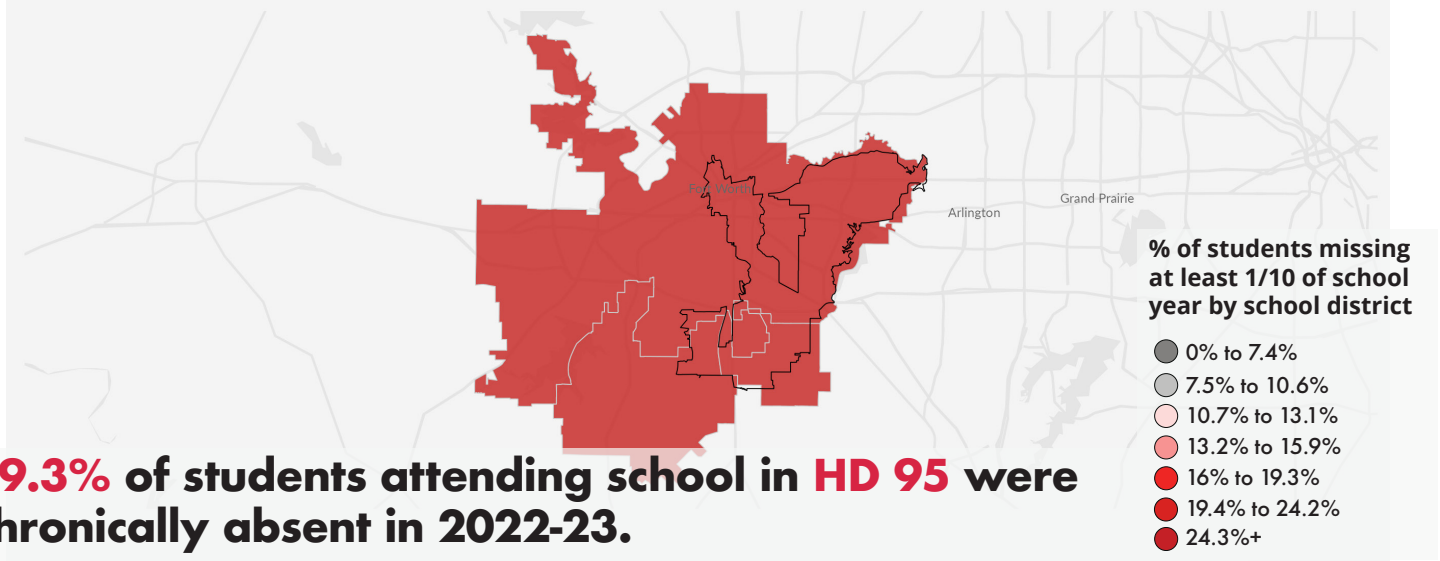 Fort Worth
Arlington
Grand Prairie
% of students missing
at least 1/10 of school
year by school district
0% to 7.4%
7.5% to 10.6%
10.7% to 13.1%
13.2% to 15.9%
16% to 19.3%
19.4% to 24.2%
24.3%+
9.3% of students attending school in HD 95 were
hronically absent in 2022-23.